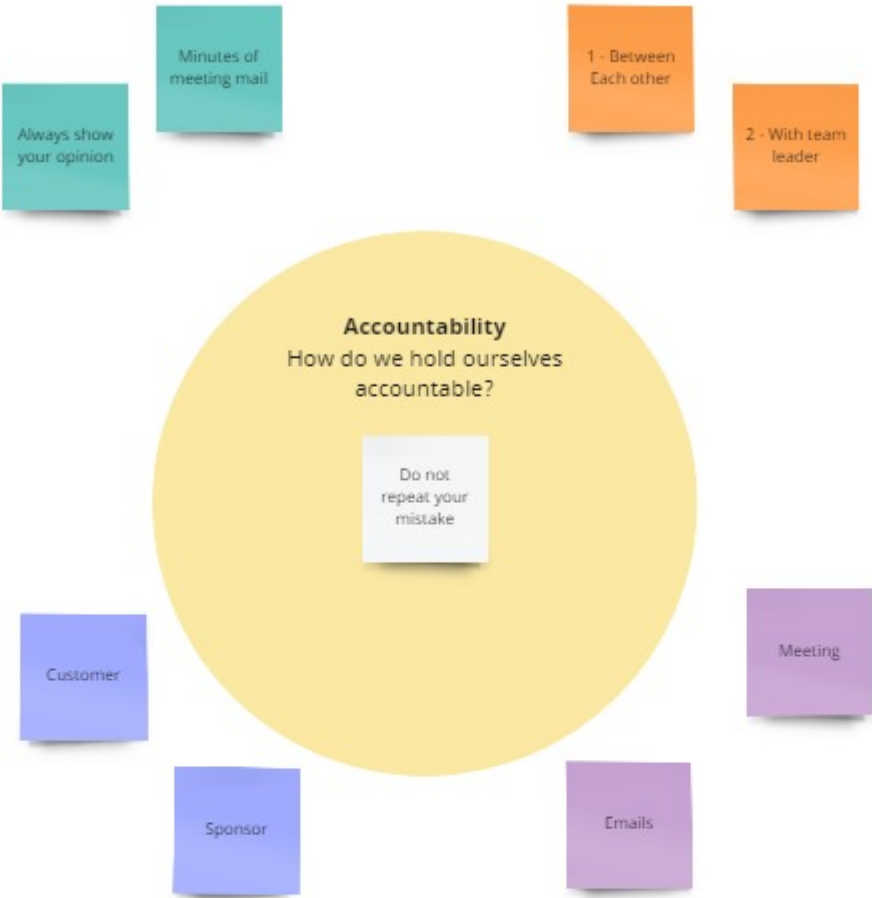 Minutes of
meeting mail
Always show
your opinion
1 - Between
Each other
2 - With team
leader
Accountability
How do we hold ourselves
accountable?
Do not
repeat your
mistake
Customer
Sponsor
Meeting
Emails